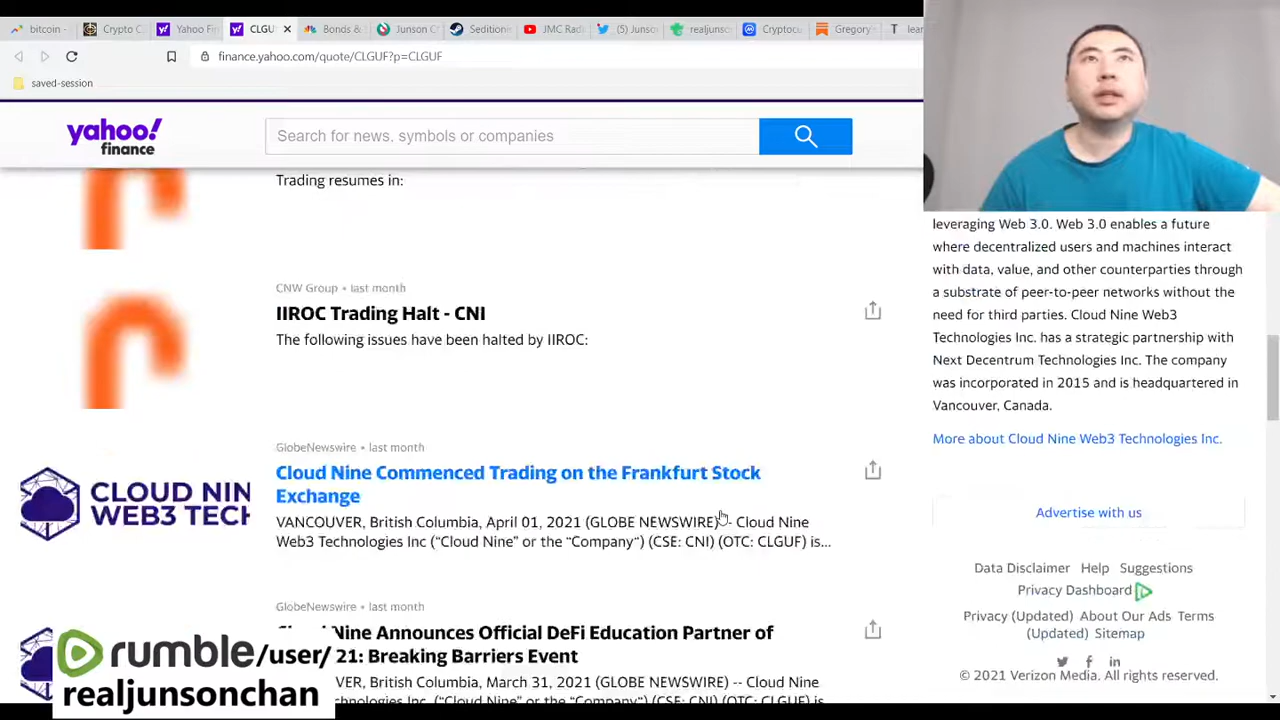 bitcoin -
Crypto C
Yahoo Fin
CLGU
Bonds &
Junson C
Sedition
JMC Rad
(5) Junso
realjuns
Cryptoc
Gregory'
lear
finance.yahoo.com/quote/CLGUF?p=CLGUF
saved-session
yahoo!
finance
Search for news, symbols or companies
Trading resumes in:
CNW Group • last month
IIROC Trading Halt - CNI
The following issues have been halted by IIROC:
GlobeNewswire • last month
Cloud Nine Commenced Trading on the Frankfurt Stock
Exchange
VANCOUVER, British Columbia, April 01, 2021 (GLOBE NEWSWIRE) -- Cloud Nine
Web3 Technologies Inc (“Cloud Nine” or the “Company“) (CSE: CNI) (OTC: CLGUF) is...
CLOUD NIN
WEB3 TECH
GlobeNewswire • last month
Nine Announces Official DeFi Education Partner of
21: Breaking Barriers Event
VER, British Columbia, March 31, 2021 (GLOBE NEWSWIRE) -- Cloud Nine
leveraging Web 3.0. Web 3.0 enables a future
where decentralized users and machines interact
with data, value, and other counterparties through
a substrate of peer-to-peer networks without the
need for third parties. Cloud Nine Web3
Technologies Inc. has a strategic partnership with
Next Decentrum Technologies Inc. The company
was incorporated in 2015 and is headquartered in
Vancouver, Canada.
More about Cloud Nine Web3 Technologies Inc.
Advertise with us
Data Disclaimer Help Suggestions
Privacy Dashboard
Privacy (Updated) About Our Ads Terms
(Updated) Sitemap
© 2021 Verizon Media. All rights reserved.
rumble/user/
realjunsonchan